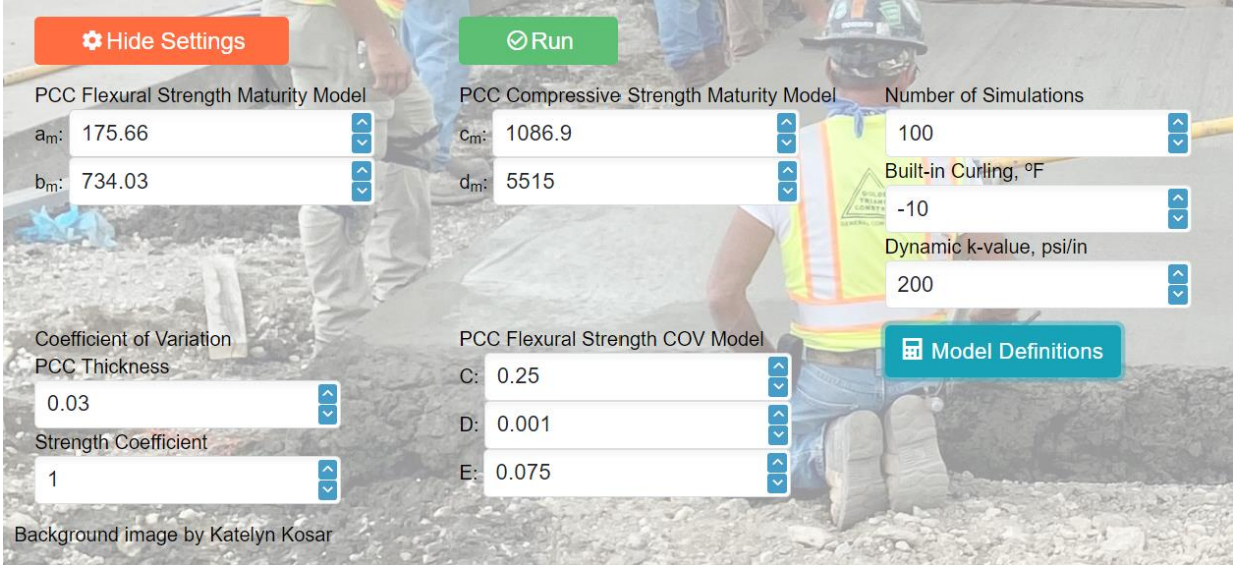 Hide Settings
Run
PCC Flexural Strength Maturity Model
am: 175.66
bm: 734.03
PCC Compressive Strength Maturity Model
cm: 1086.9
dm: 5515
Number of Simulations
100
Built-in Curling, ºF
-10
Dynamic k-value, psi/in
200
Model Definitions
Coefficient of Variation
PCC Thickness
0.03
Strength Coefficient
1
PCC Flexural Strength COV Model
C: 0.25
D: 0.001
E: 0.075
Background image by Katelyn Kosar